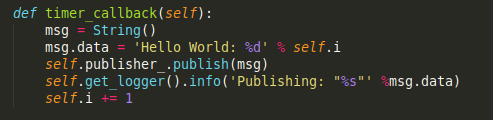 def timer_callback(self):
    msg = String()
    msg.data = 'Hello World: %d' % self.i
    self.publisher_.publish(msg)
    self.get_logger().info('Publishing: "%s"' %msg.data)
    self.i += 1